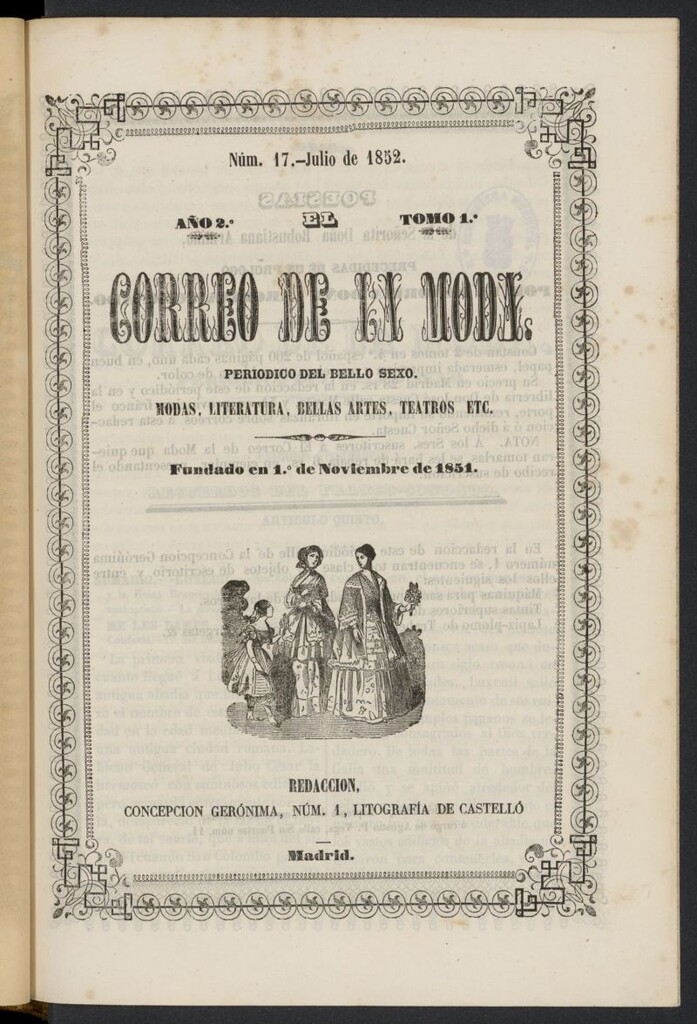 Núm. 17.–Julio de 1852.
AÑO 2.º EL TOMO 1.º
CORREO DE LA MODA.
PERIODICO DEL BELLO SEXO.
MODAS, LITERATURA, BELLAS ARTES, TEATROS ETC.
Fundado en 1.º de Noviembre de 1851.
REDACCION,
CONCEPCION GERÓNIMA, NÚM. 1, LITOGRAFÍA DE CASTELLÓ
Madrid.